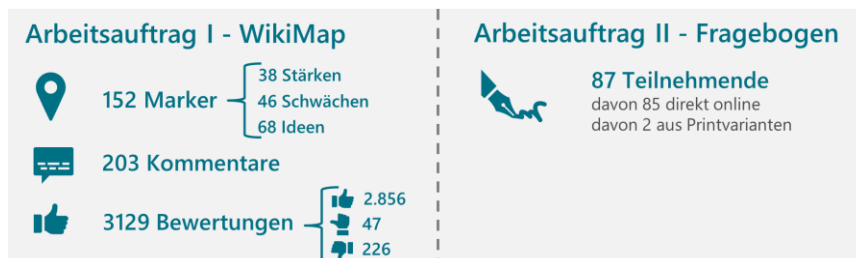 Arbeitsauftrag I - WikiMap
152 Marker
38 Stärken
46 Schwächen
68 Ideen
203 Kommentare
3129 Bewertungen
2.856
47
226
Arbeitsauftrag II - Fragebogen
87 Teilnehmende
davon 85 direkt online
davon 2 aus Printvarianten